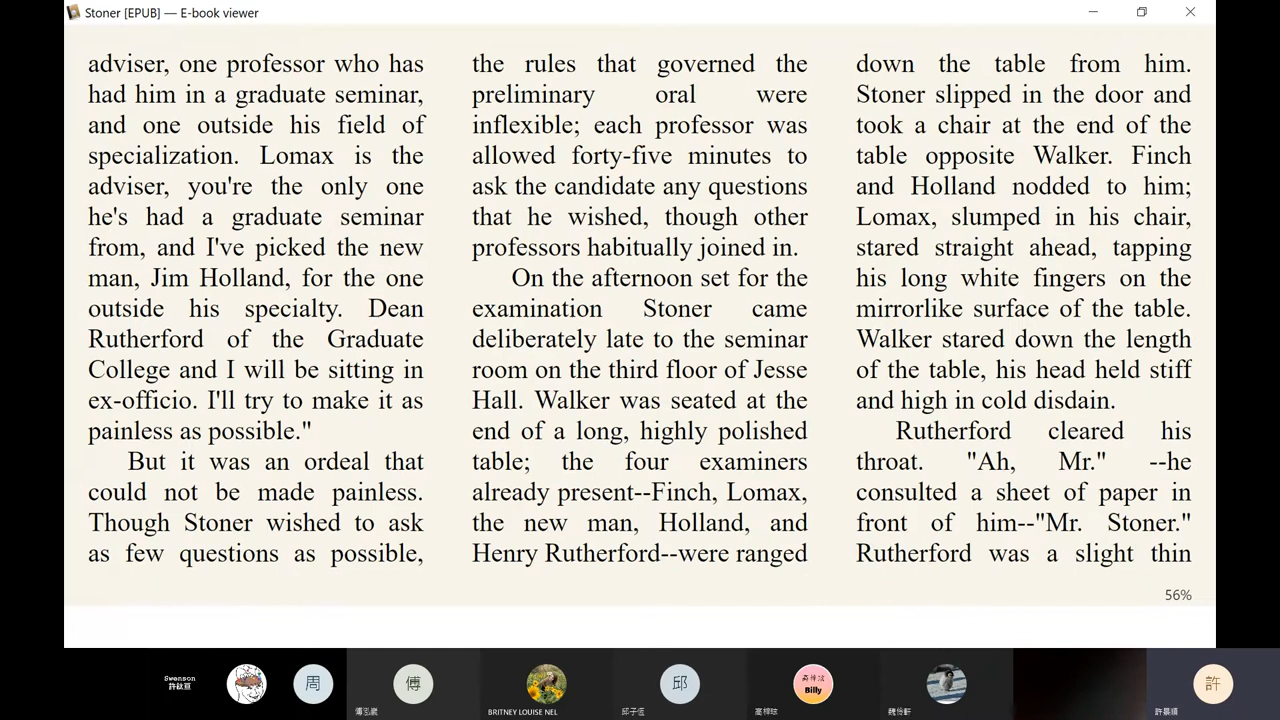 Stoner [EPUB] — E-book viewer
adviser, one professor who has
had him in a graduate seminar,
and one outside his field of
specialization. Lomax is the
adviser, you're the only one
he's had a graduate seminar
from, and I've picked the new
man, Jim Holland, for the one
outside his specialty. Dean
Rutherford of the Graduate
College and I will be sitting in
ex-officio. I'll try to make it as
painless as possible."
But it was an ordeal that
could not be made painless.
Though Stoner wished to ask
as few questions as possible,
the rules that governed the
preliminary oral were
inflexible; each professor was
allowed forty-five minutes to
ask the candidate any questions
that he wished, though other
professors habitually joined in.
On the afternoon set for the
examination Stoner came
deliberately late to the seminar
room on the third floor of Jesse
Hall. Walker was seated at the
end of a long, highly polished
table; the four examiners
already present--Finch, Lomax,
the new man, Holland, and
Henry Rutherford--were ranged
down the table from him.
Stoner slipped in the door and
took a chair at the end of the
table opposite Walker. Finch
and Holland nodded to him;
Lomax, slumped in his chair,
stared straight ahead, tapping
his long white fingers on the
mirrorlike surface of the table.
Walker stared down the length
of the table, his head held stiff
and high in cold disdain.
Rutherford cleared his
throat. "Ah, Mr." --he
consulted a sheet of paper in
front of him--"Mr. Stoner."
Rutherford was a slight thin
56%
Swenson
周
傅
BRITNEY LOUISE NEL
邱
Billy
許